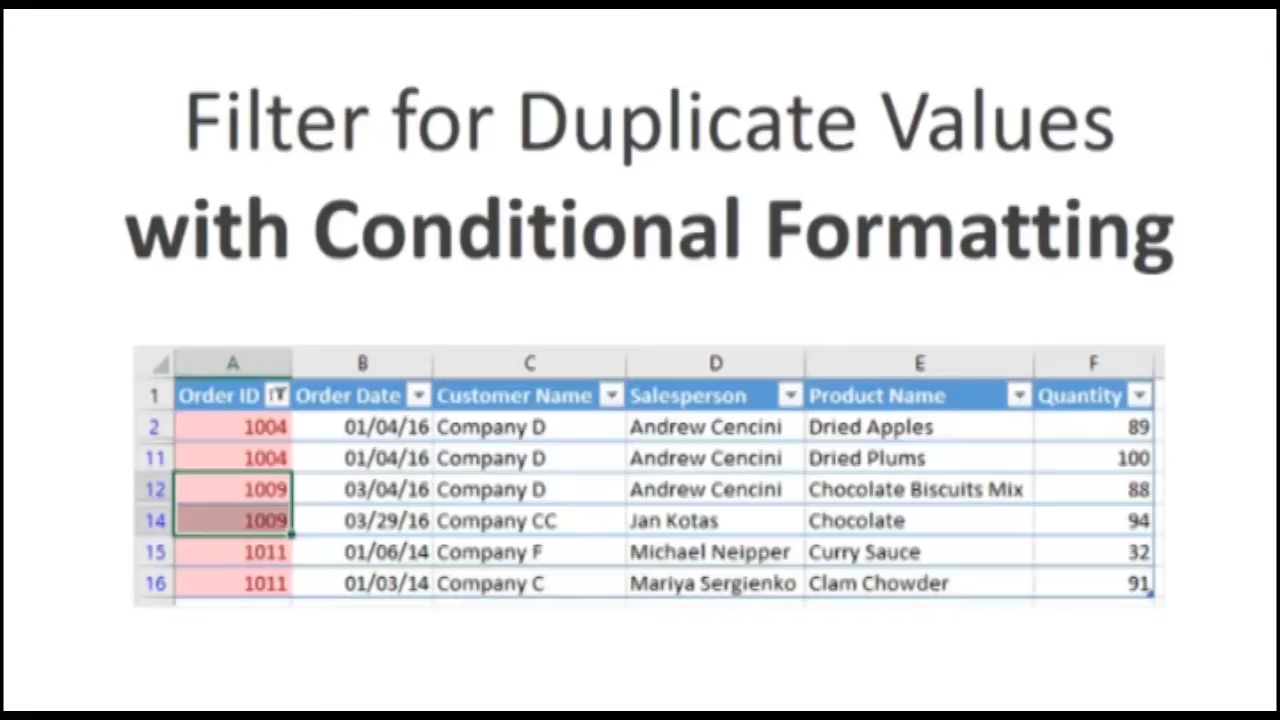 Filter for Duplicate Values
with Conditional Formatting
A B C D E F
1 Order ID Order Date Customer Name Salesperson Product Name Quantity
2 1004 01/04/16 Company D Andrew Cencini Dried Apples 89
11 1004 01/04/16 Company D Andrew Cencini Dried Plums 100
12 1009 03/04/16 Company D Andrew Cencini Chocolate Biscuits Mix 88
14 1009 03/29/16 Company CC Jan Kotas Chocolate 94
15 1011 01/06/14 Company F Michael Neipper Curry Sauce 32
16 1011 01/03/14 Company C Mariya Sergienko Clam Chowder 91